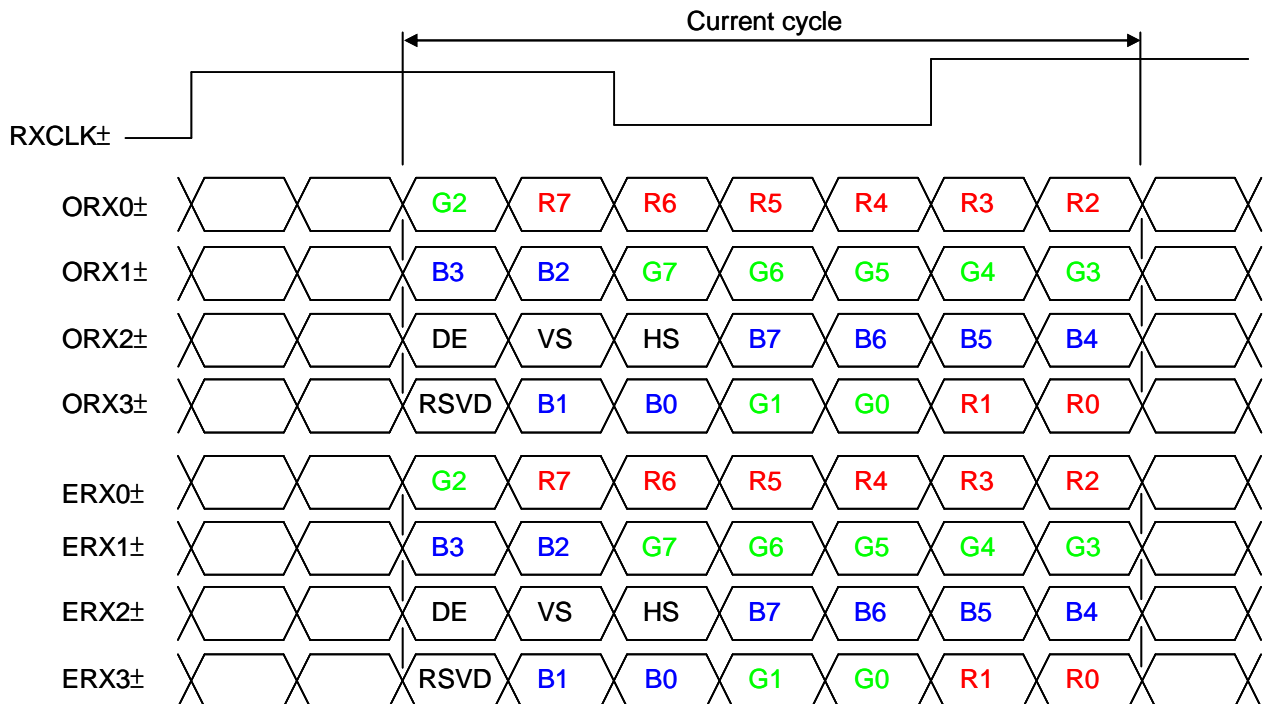 Current cycle
RXCLK±
ORX0± G2 R7 R6 R5 R4 R3 R2
ORX1± B3 B2 G7 G6 G5 G4 G3
ORX2± DE VS HS B7 B6 B5 B4
ORX3± RSVD B1 B0 G1 G0 R1 R0
ERX0± G2 R7 R6 R5 R4 R3 R2
ERX1± B3 B2 G7 G6 G5 G4 G3
ERX2± DE VS HS B7 B6 B5 B4
ERX3± RSVD B1 B0 G1 G0 R1 R0